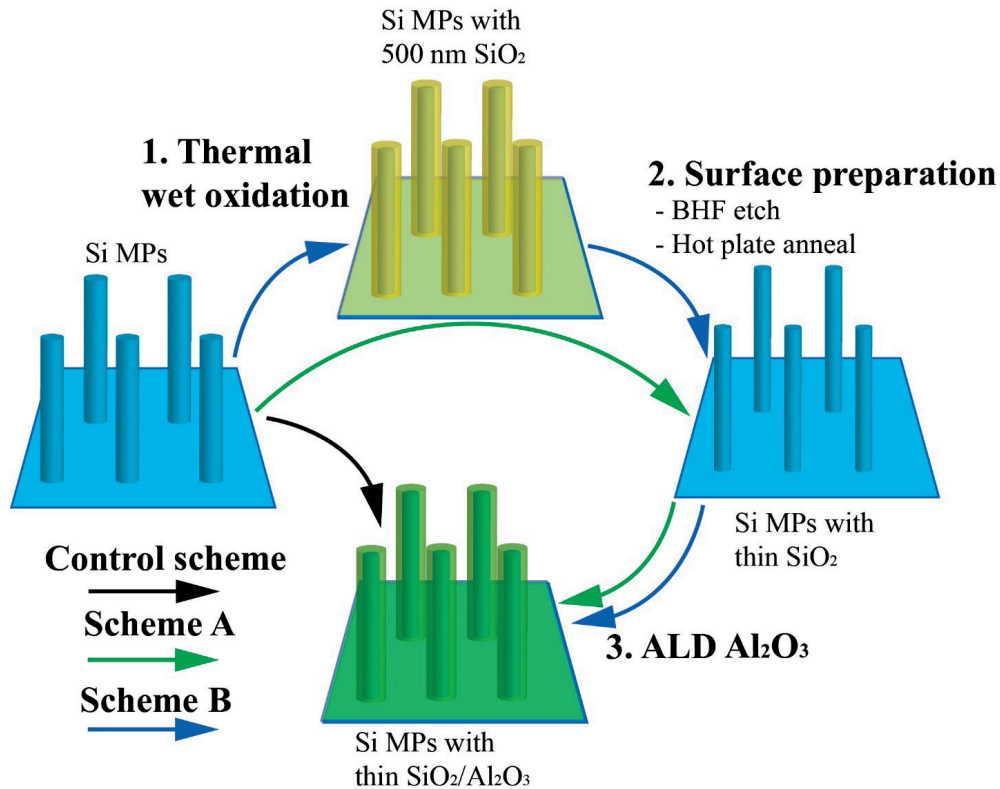 Si MPs with
500 nm SiO₂
1. Thermal
wet oxidation
2. Surface preparation
- BHF etch
- Hot plate anneal
Si MPs
Si MPs with
thin SiO₂
Control scheme
Scheme A
Scheme B
3. ALD Al₂O₃
Si MPs with
thin SiO₂/Al₂O₃